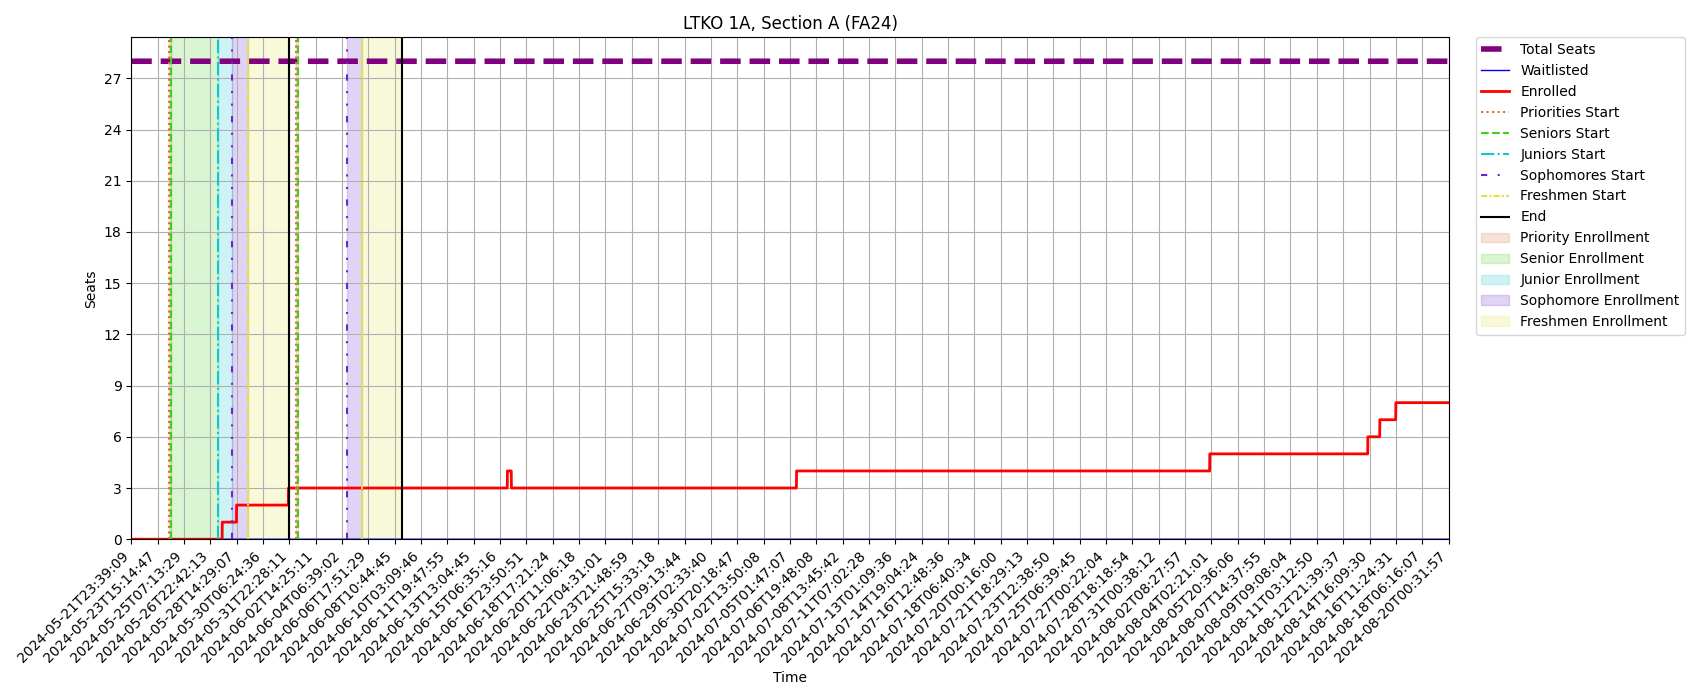 LTKO 1A, Section A (FA24)
Seats
27
24
21
18
15
12
9
6
3
0
2024-05-21T23:39:09
2024-05-23T15:14:47
2024-05-25T07:13:29
2024-05-26T22:42:13
2024-05-28T14:29:07
2024-05-30T06:24:36
2024-05-31T22:28:11
2024-06-02T14:25:11
2024-06-04T06:39:02
2024-06-06T17:51:29
2024-06-08T10:44:45
2024-06-10T03:09:46
2024-06-11T19:47:55
2024-06-13T13:04:45
2024-06-15T06:35:16
2024-06-16T23:50:51
2024-06-18T17:21:24
2024-06-20T11:06:18
2024-06-22T04:31:01
2024-06-23T21:48:59
2024-06-25T15:33:18
2024-06-27T09:13:44
2024-06-29T02:33:40
2024-06-30T20:18:47
2024-07-02T13:50:08
2024-07-05T01:47:07
2024-07-06T19:48:08
2024-07-08T13:45:42
2024-07-11T07:02:28
2024-07-13T01:09:36
2024-07-14T19:04:24
2024-07-16T12:48:36
2024-07-18T06:40:34
2024-07-20T00:16:00
2024-07-21T18:29:13
2024-07-23T12:38:50
2024-07-25T06:39:45
2024-07-27T00:22:04
2024-07-28T18:18:54
2024-07-31T00:38:12
2024-08-02T08:27:57
2024-08-04T02:21:01
2024-08-05T20:36:06
2024-08-07T14:37:55
2024-08-09T09:08:04
2024-08-11T03:12:50
2024-08-12T21:39:37
2024-08-14T16:09:30
2024-08-16T11:24:31
2024-08-18T06:16:07
2024-08-20T00:31:57
Time
Total Seats
Waitlisted
Enrolled
Priorities Start
Seniors Start
Juniors Start
Sophomores Start
Freshmen Start
End
Priority Enrollment
Senior Enrollment
Junior Enrollment
Sophomore Enrollment
Freshmen Enrollment